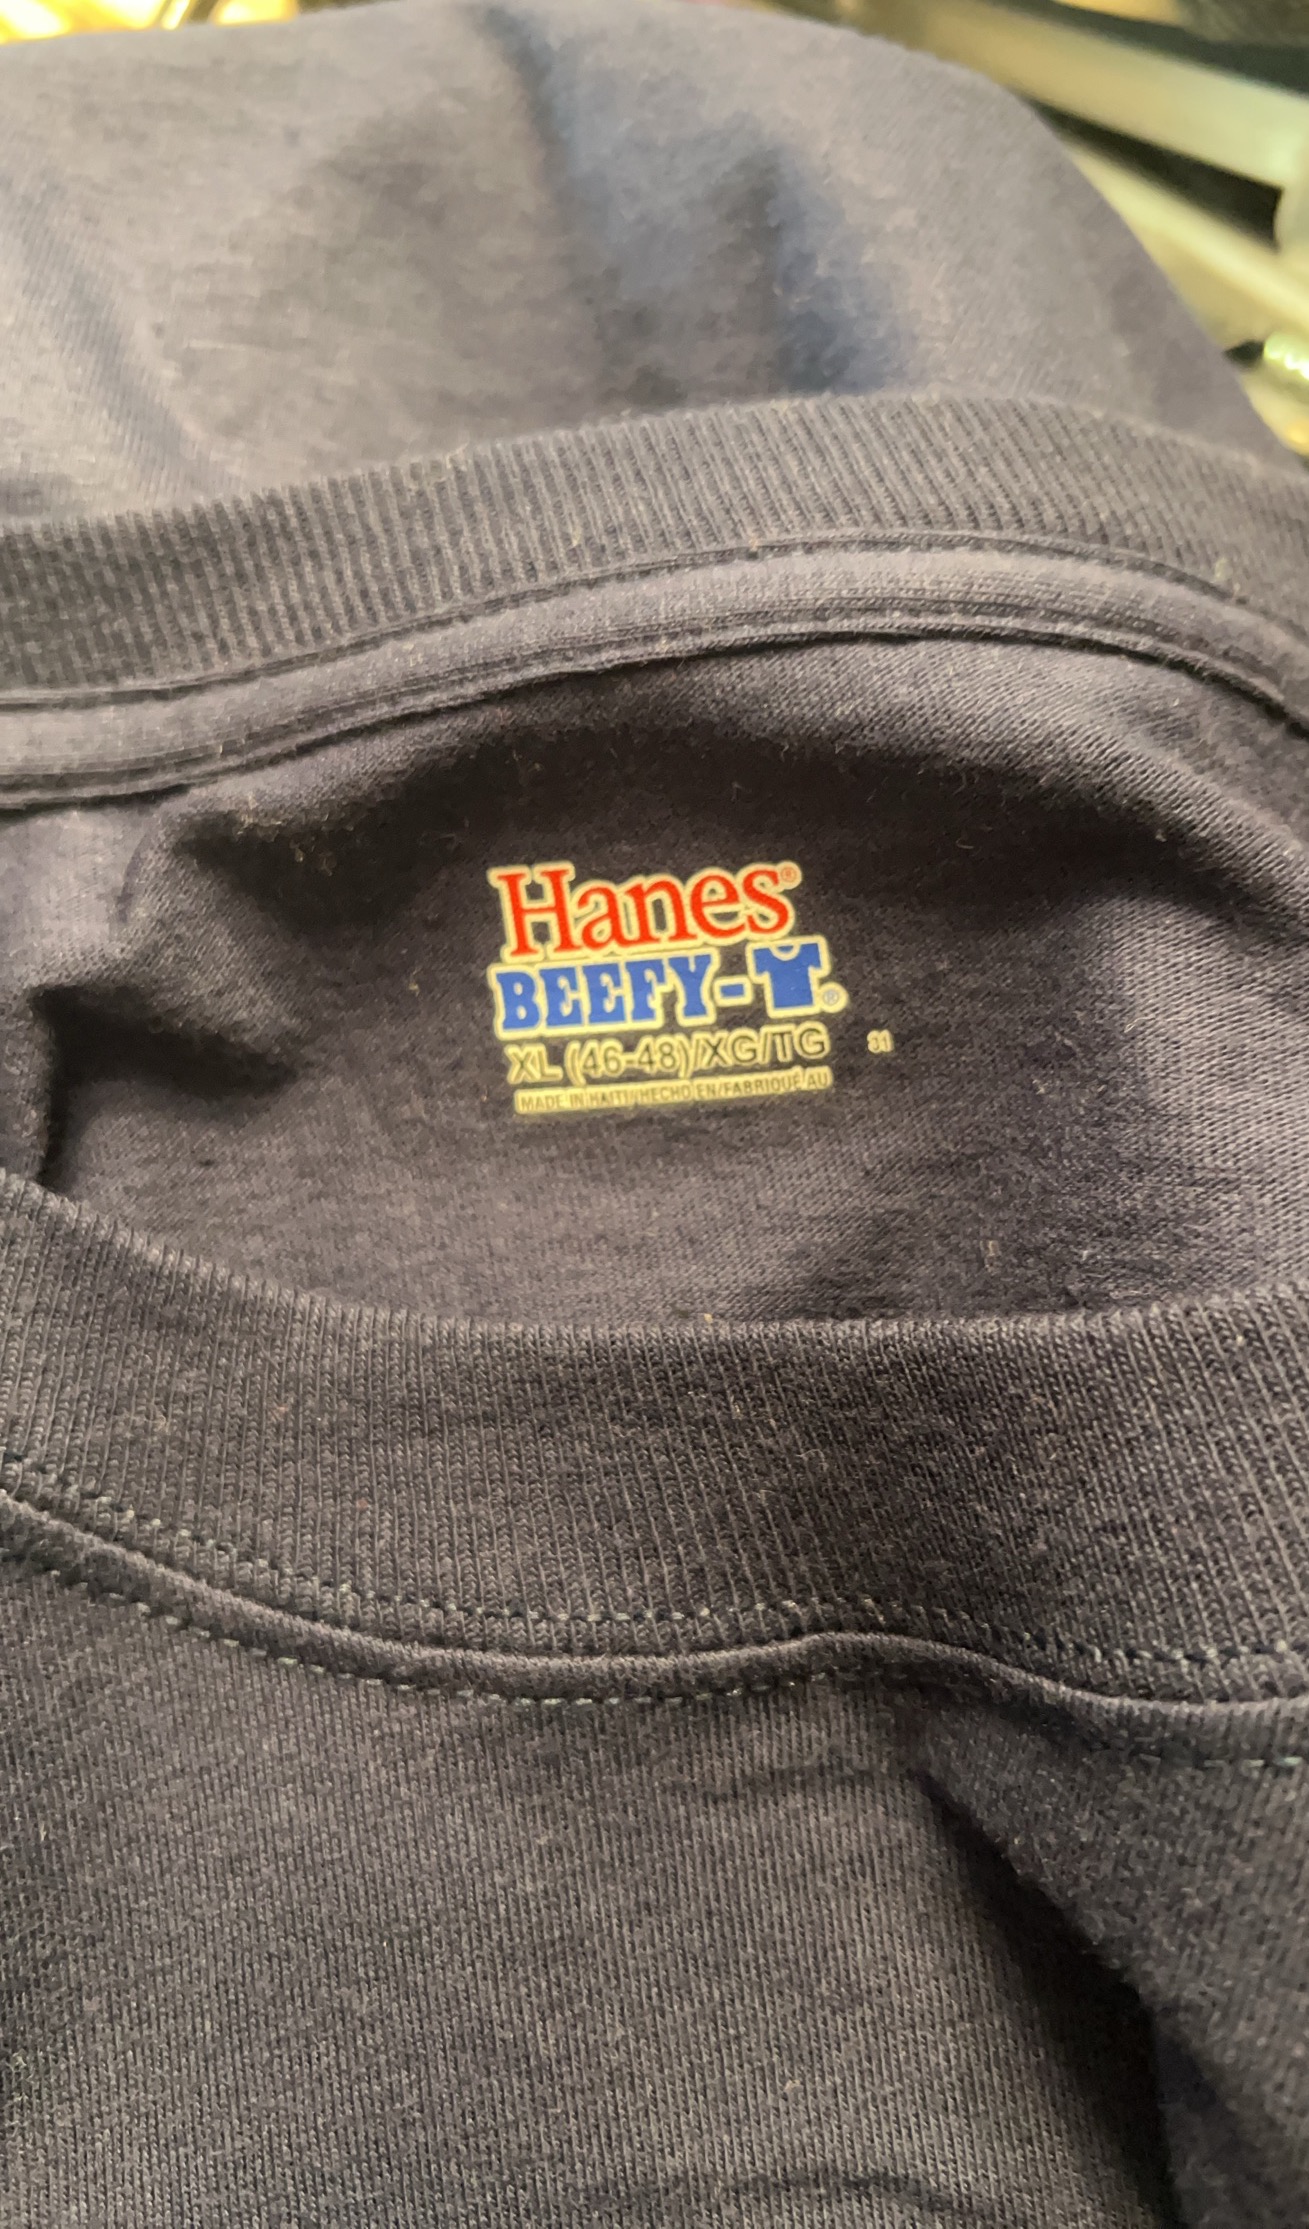 Hanes®
BEEFY-T®
XL (46-48)/XG/TG 31
MADE IN HAITI/HECHO EN/FABRIQUÉ AU